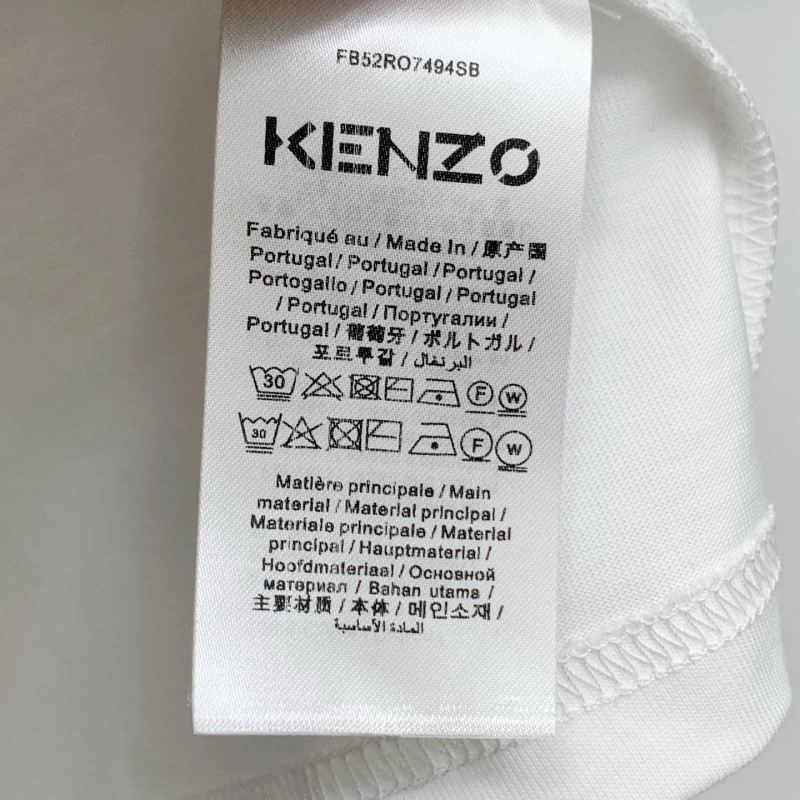 FB52RO7494SB
KENZO
Fabriqué au / Made In / 原产國
Portugal / Portugal / Portugal /
Portogallo / Portugal / Portugal
/ Portugal / Португалии /
Portugal / 葡萄牙 / ポルトガル /
포르투갈 / البرتغال
30 F W
30 F W
Matière principale / Main
material / Material principal /
Materiale principale / Material
principal / Hauptmaterial /
Hoofdmateriaal / Основной
материал / Bahan utama /
主要材质 / 本体 / 메인소재 /
المادة الأساسية